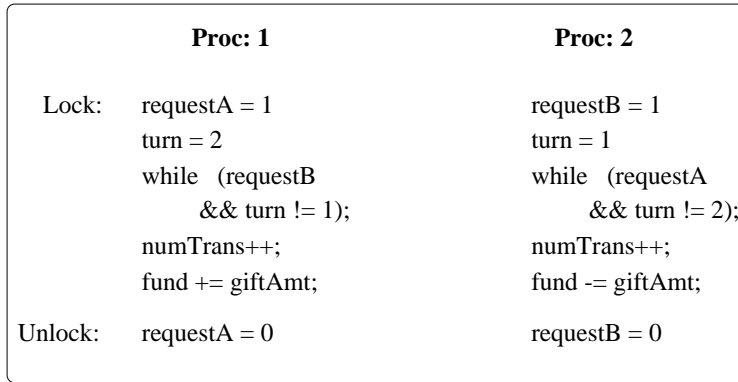 Proc: 1 Proc: 2
Lock: requestA = 1 requestB = 1
turn = 2 turn = 1
while (requestB while (requestA
&& turn != 1); && turn != 2);
numTrans++; numTrans++;
fund += giftAmt; fund -= giftAmt;
Unlock: requestA = 0 requestB = 0